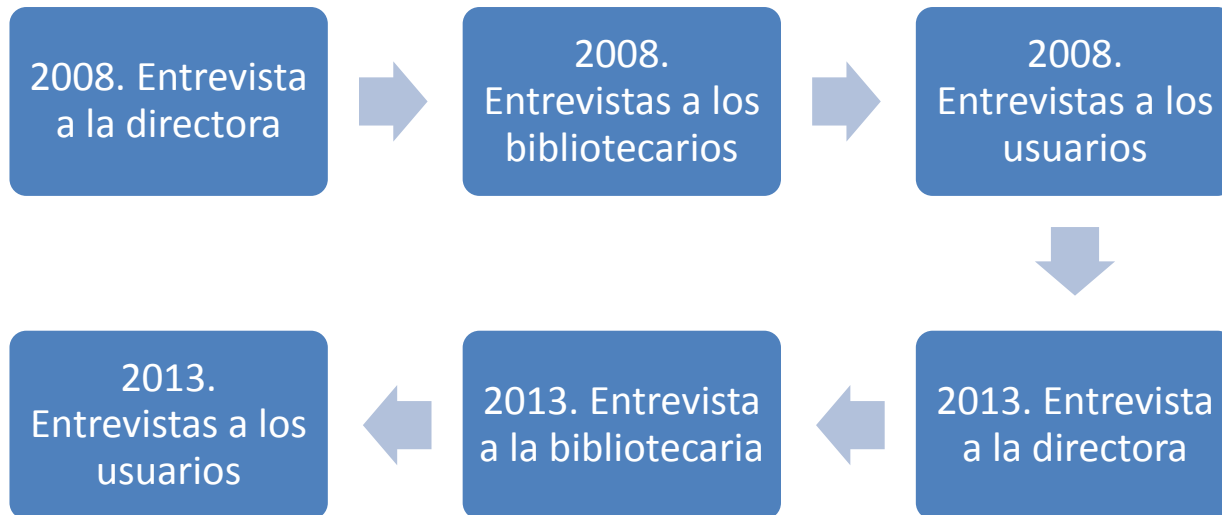 2008. Entrevista
a la directora
2008.
Entrevistas a los
bibliotecarios
2008.
Entrevistas a los
usuarios
2013. Entrevista
a la directora
2013. Entrevista
a la bibliotecaria
2013.
Entrevistas a los
usuarios